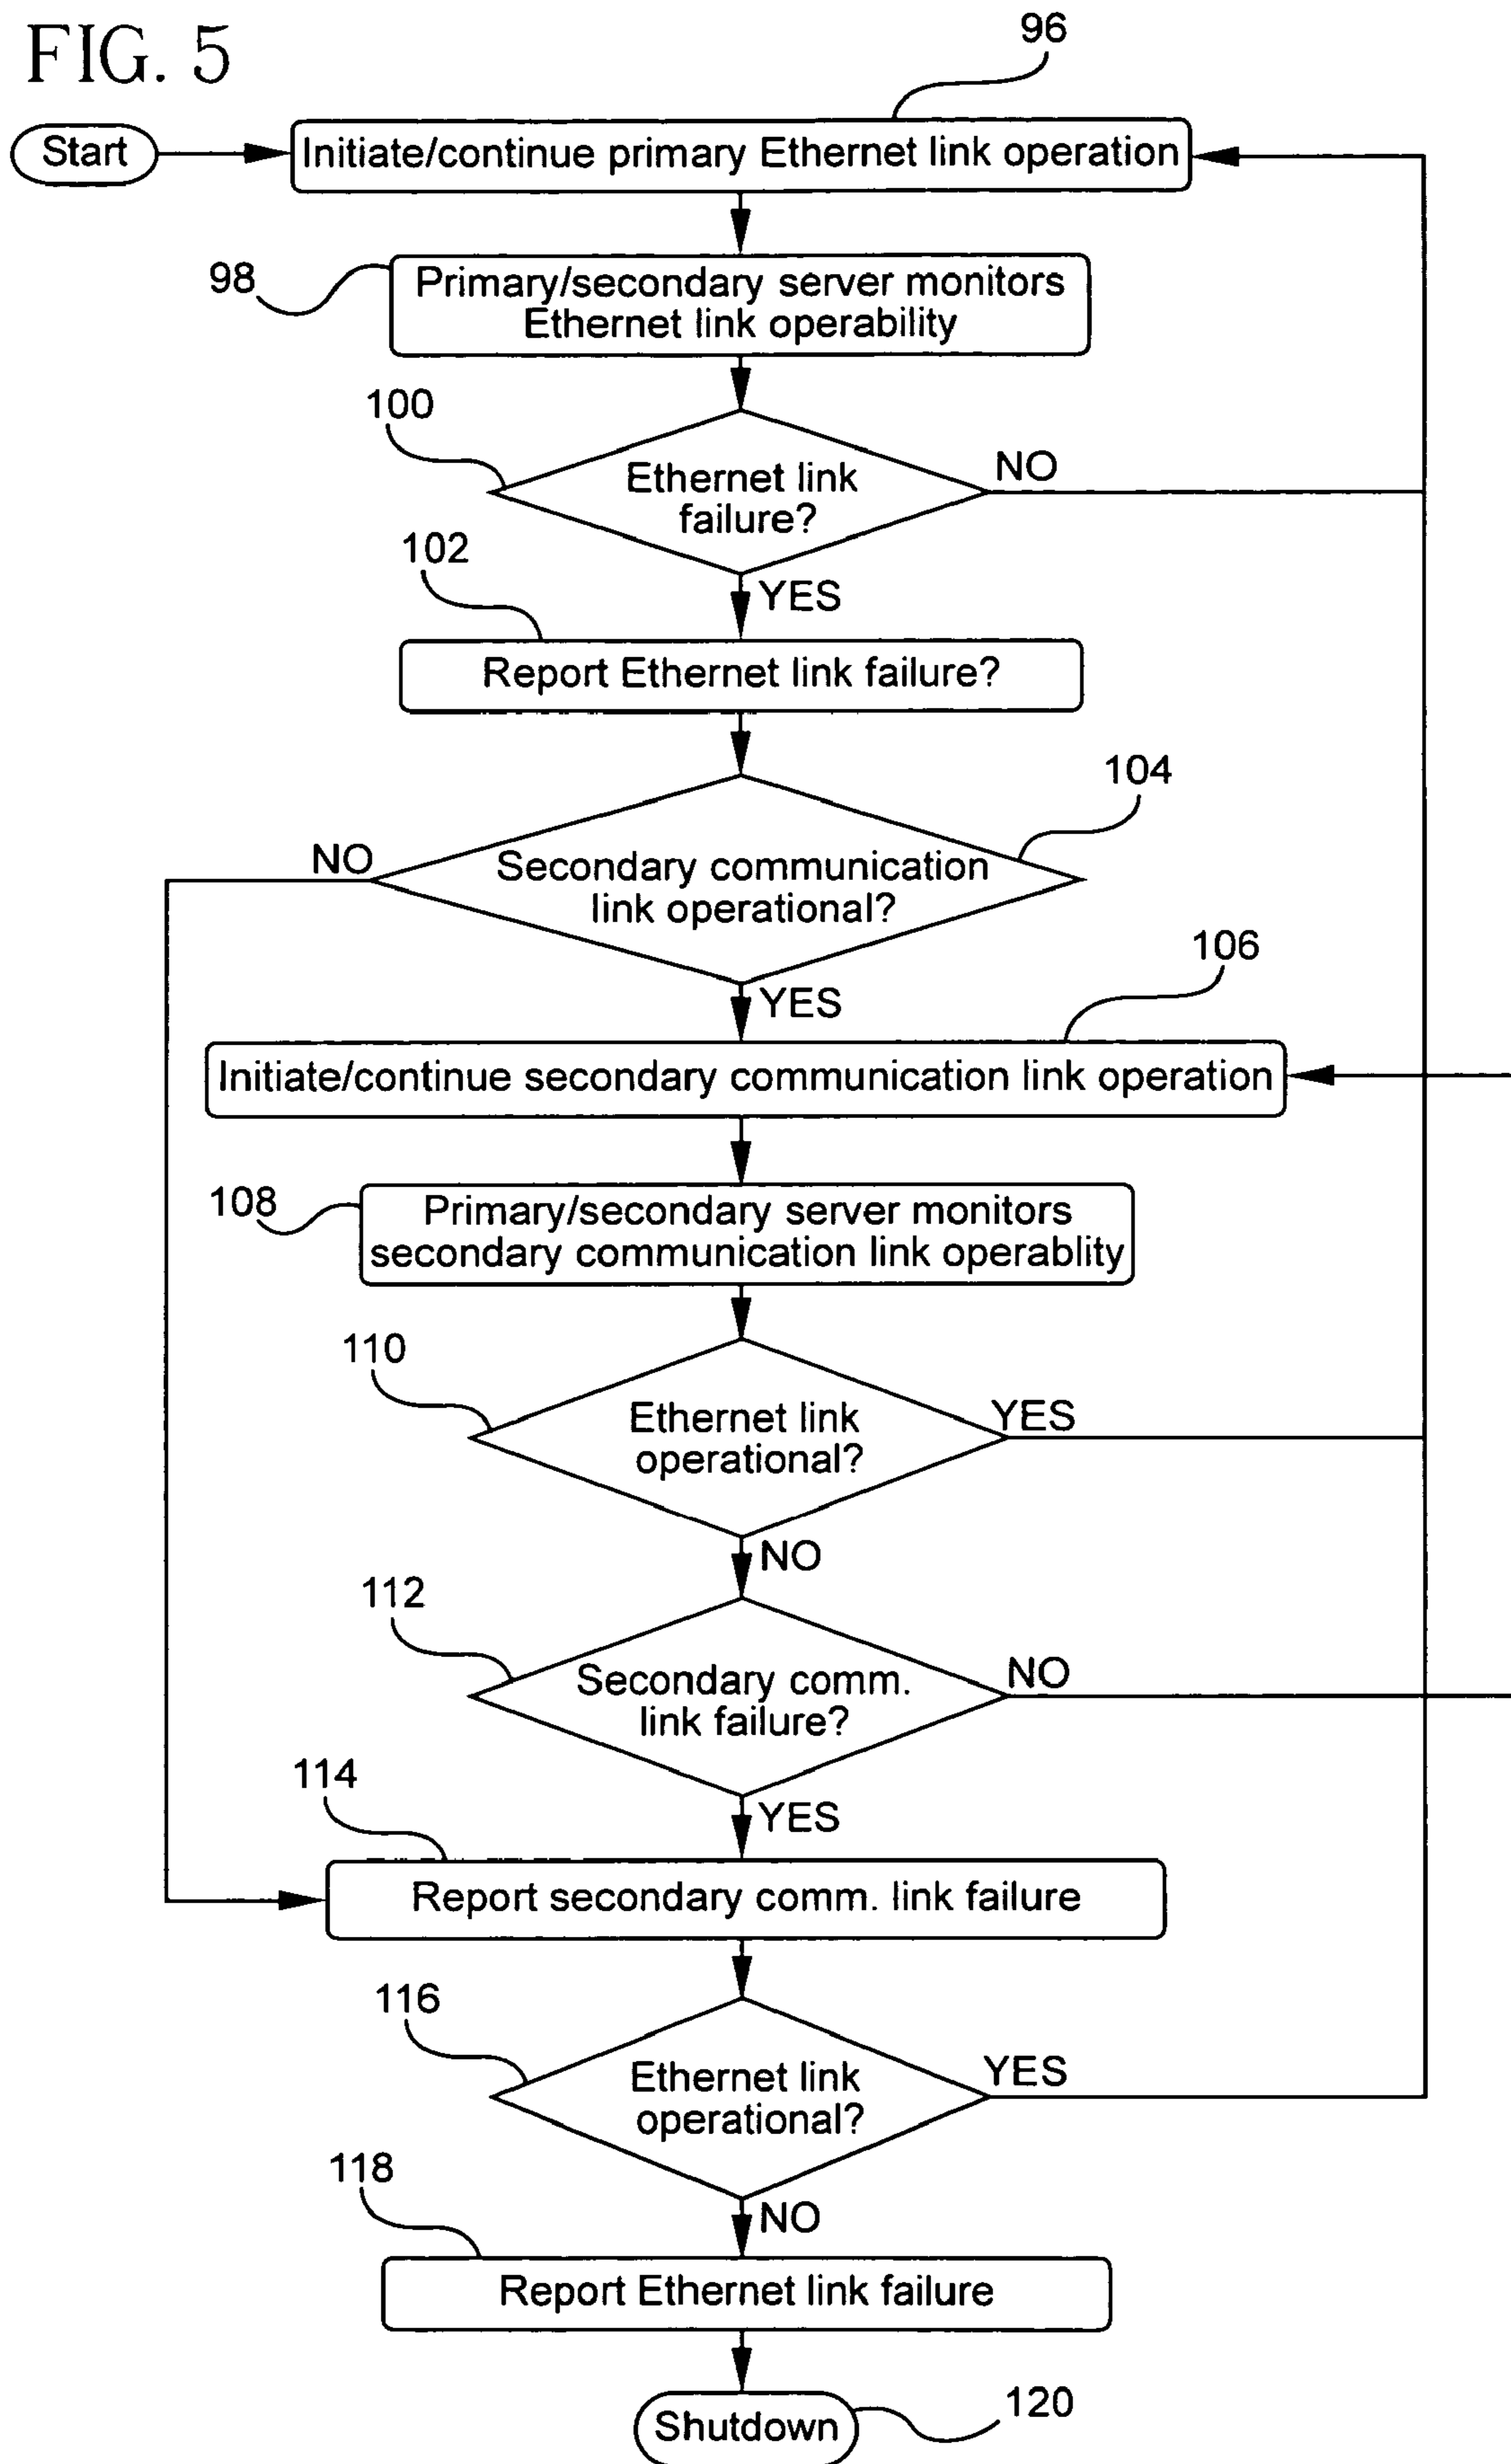 FIG. 5
96
Start
Initiate/continue primary Ethernet link operation
98
Primary/secondary server monitors
Ethernet link operability
100
Ethernet link
failure?
NO
YES
102
Report Ethernet link failure?
104
Secondary communication
link operational?
NO
YES
106
Initiate/continue secondary communication link operation
108
Primary/secondary server monitors
secondary communication link operablity
110
Ethernet link
operational?
YES
NO
112
Secondary comm.
link failure?
NO
YES
114
Report secondary comm. link failure
116
Ethernet link
operational?
YES
NO
118
Report Ethernet link failure
Shutdown
120